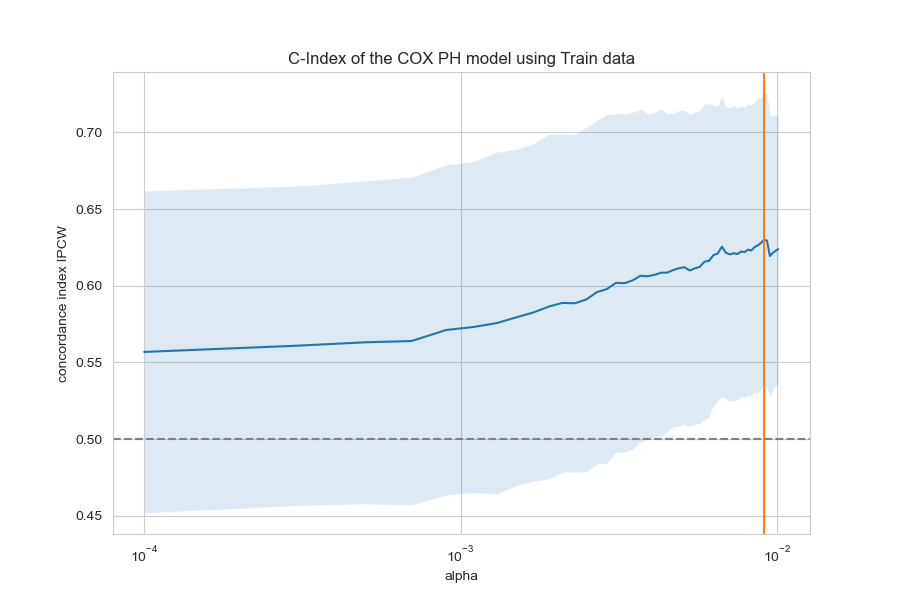 C-Index of the COX PH model using Train data
concordance index IPCW
0.70
0.65
0.60
0.55
0.50
0.45
10⁻⁴ 10⁻³ 10⁻²
alpha